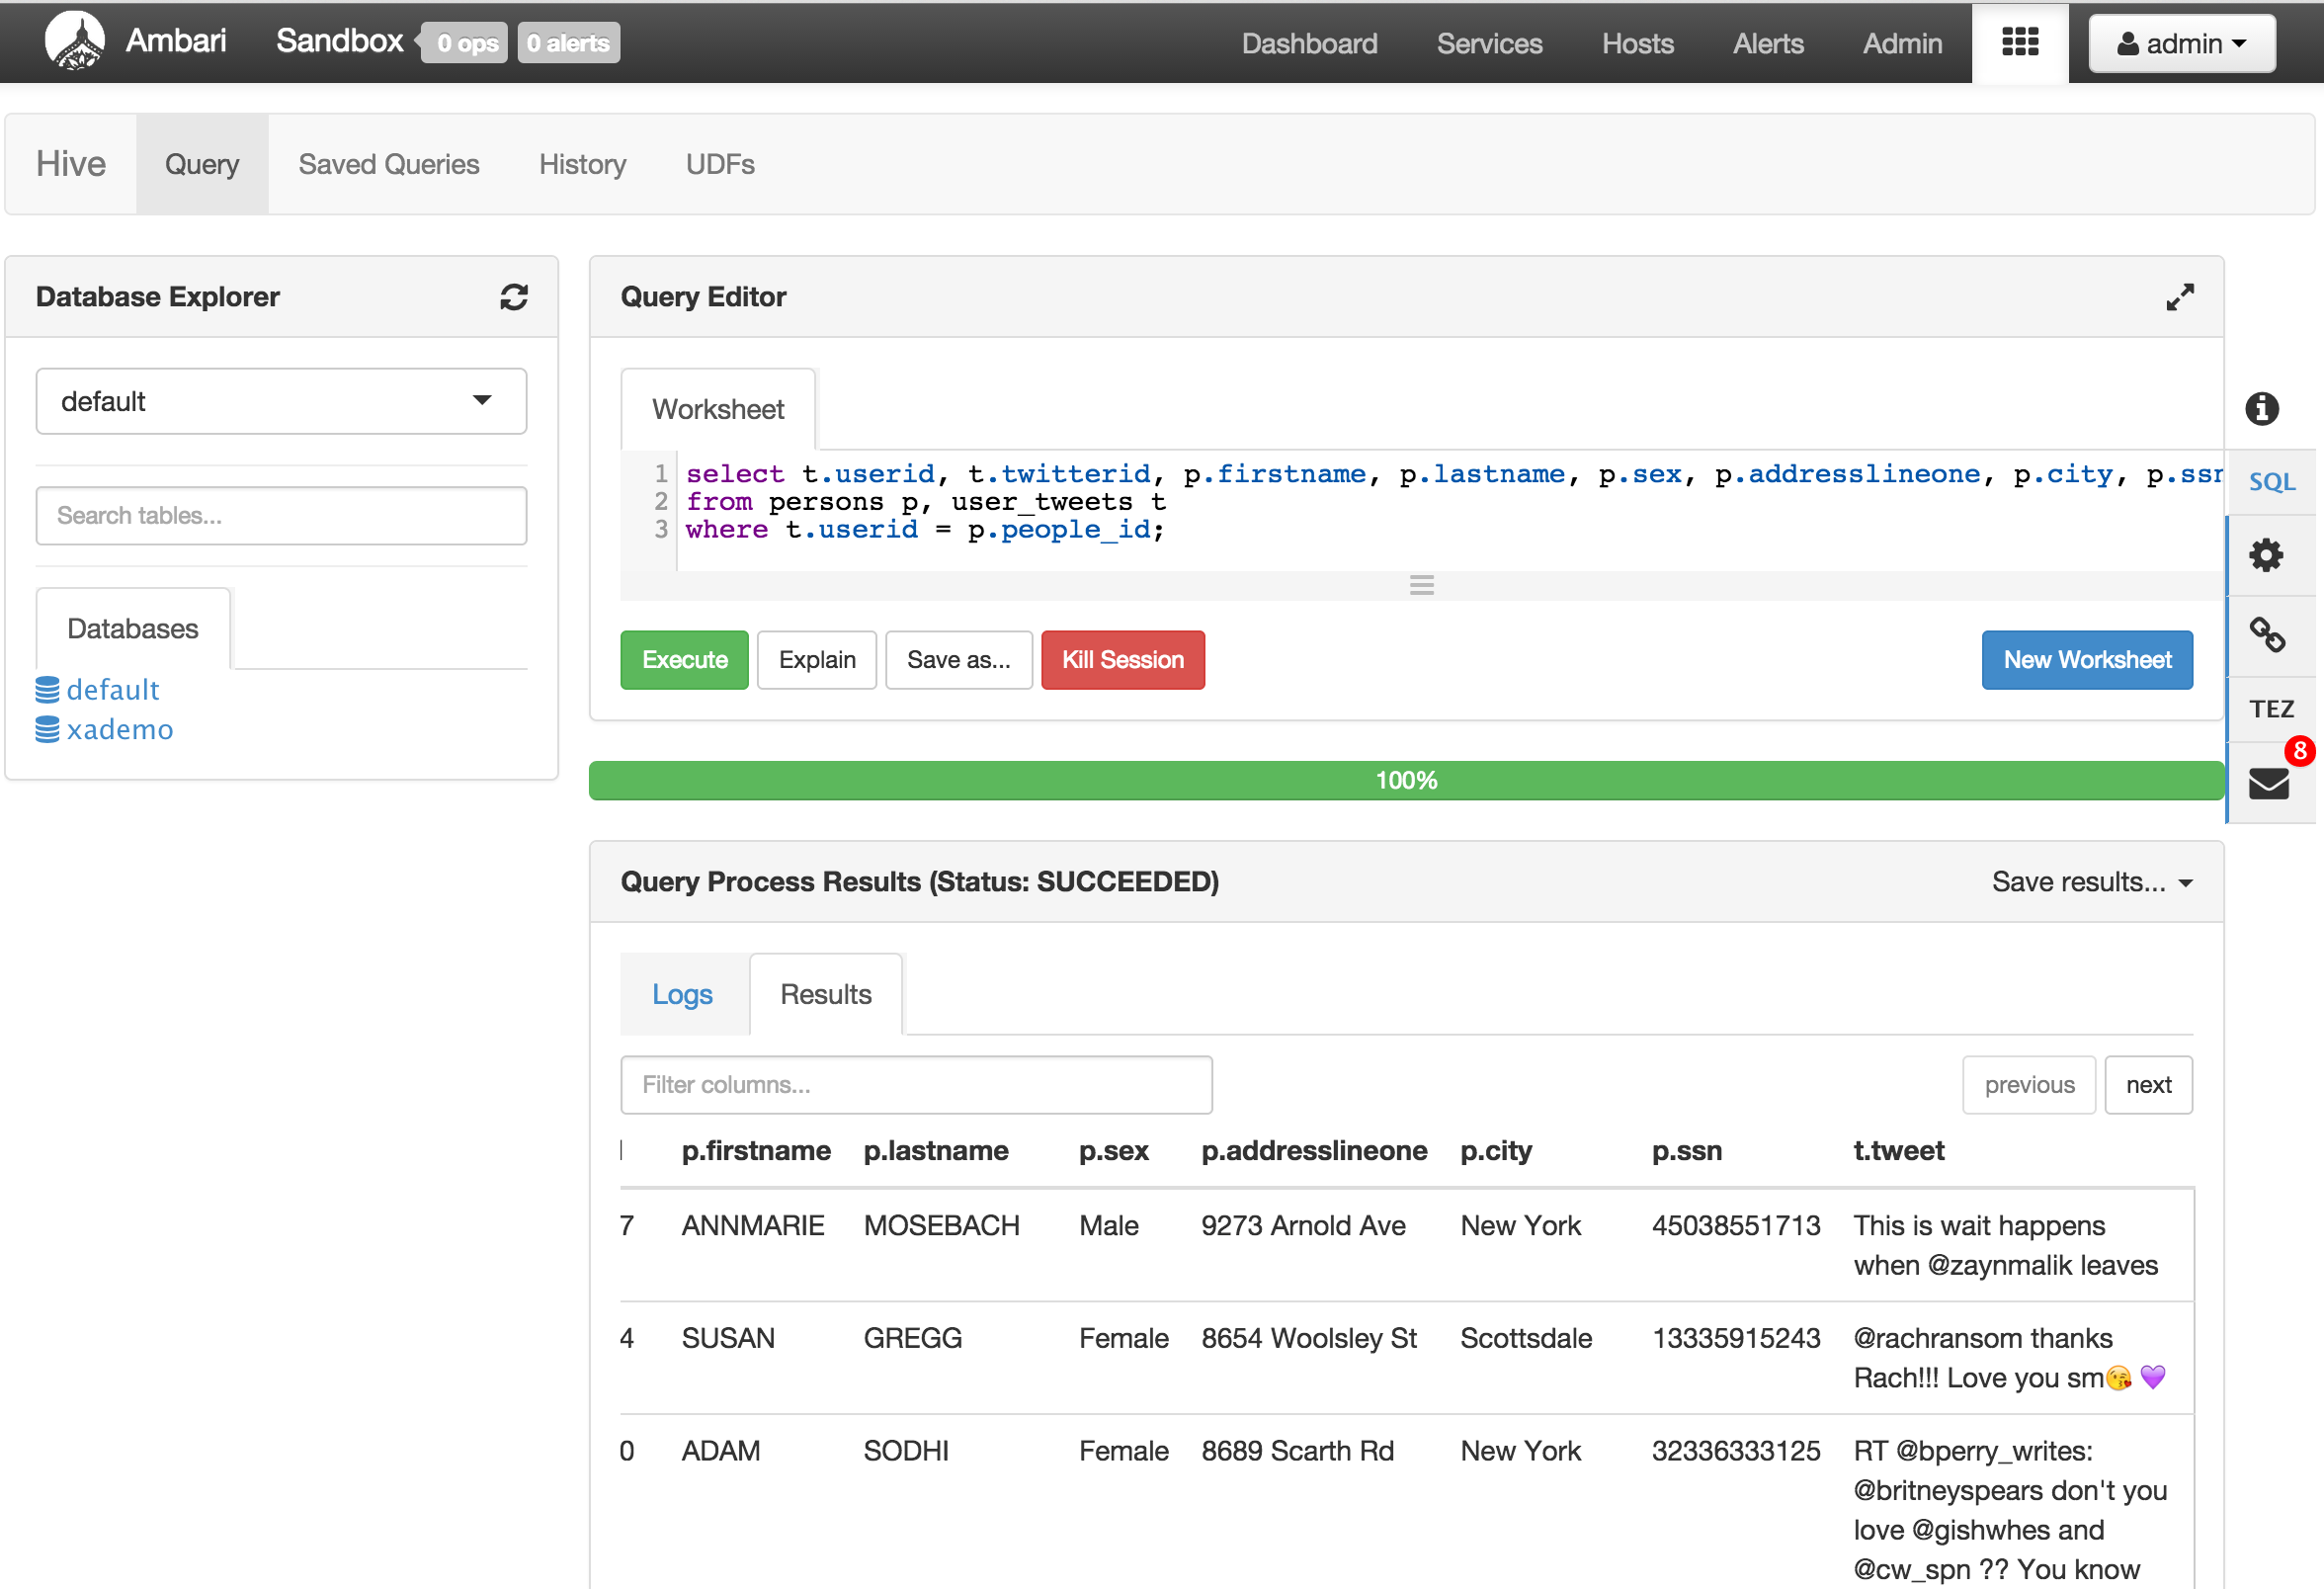 Ambari Sandbox 0 ops 0 alerts Dashboard Services Hosts Alerts Admin admin
Hive Query Saved Queries History UDFs
Database Explorer
default
Search tables...
Databases
default
xademo
Query Editor
Worksheet
1 select t.userid, t.twitterid, p.firstname, p.lastname, p.sex, p.addresslineone, p.city, p.ssn
2 from persons p, user_tweets t
3 where t.userid = p.people_id;
Execute Explain Save as... Kill Session New Worksheet
SQL
TEZ
8
100%
Query Process Results (Status: SUCCEEDED) Save results...
Logs Results
Filter columns... previous next
p.firstname p.lastname p.sex p.addresslineone p.city p.ssn t.tweet
7 ANNMARIE MOSEBACH Male 9273 Arnold Ave New York 45038551713 This is wait happens
when @zaynmalik leaves
4 SUSAN GREGG Female 8654 Woolsley St Scottsdale 13335915243 @rachransom thanks
Rach!!! Love you sm😘 💜
0 ADAM SODHI Female 8689 Scarth Rd New York 32336333125 RT @bperry_writes:
@britneyspears don't you
love @gishwhes and
@cw_spn ?? You know